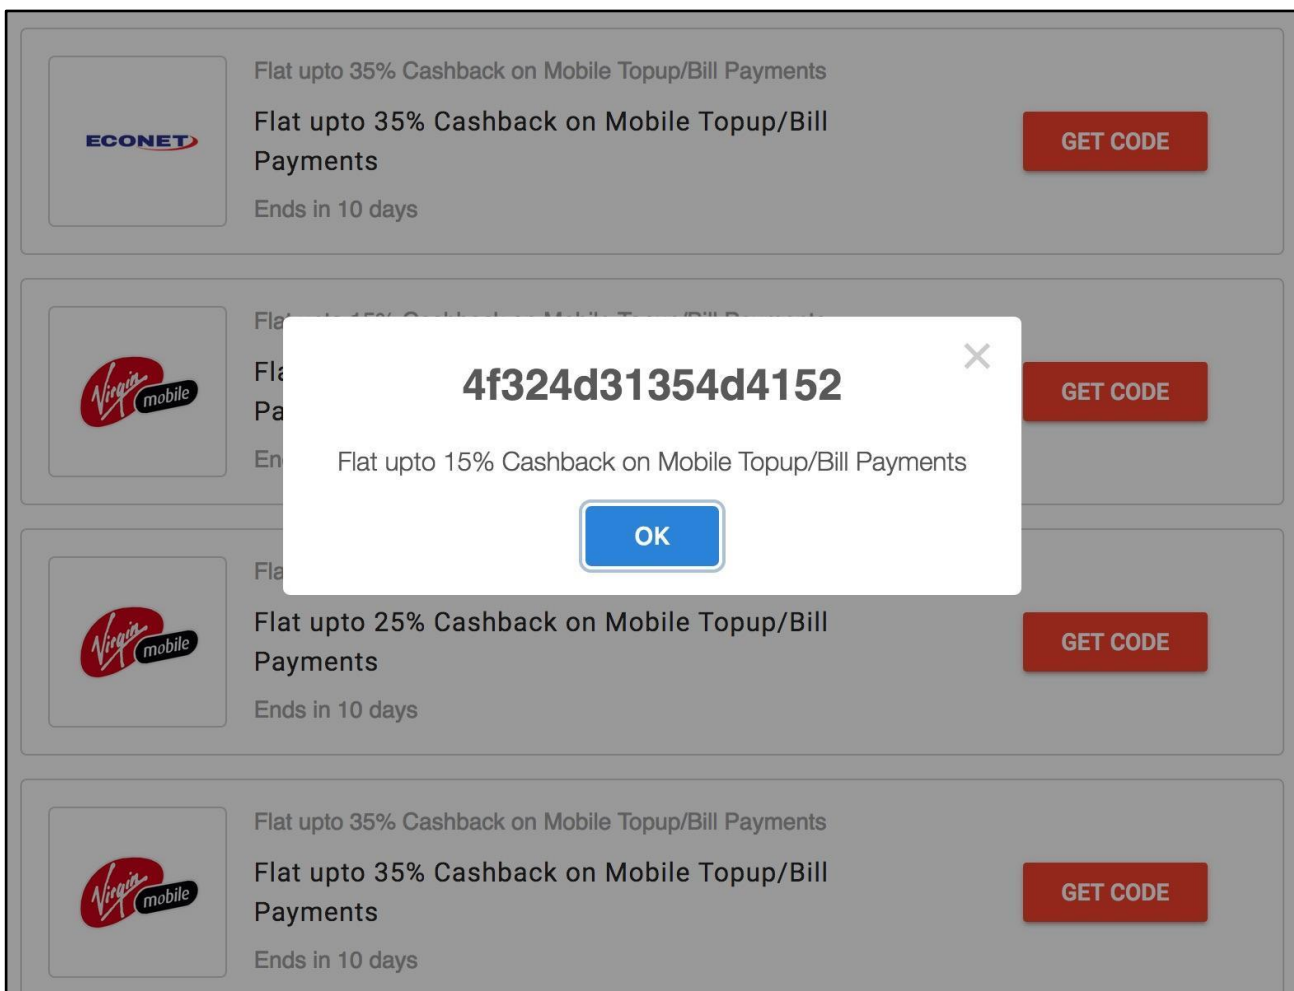 Flat upto 35% Cashback on Mobile Topup/Bill Payments
ECONET
Flat upto 35% Cashback on Mobile Topup/Bill
Payments
GET CODE
Ends in 10 days
Virgin
mobile
GET CODE
4f324d31354d4152
Flat upto 15% Cashback on Mobile Topup/Bill Payments
OK
Virgin
mobile
Flat upto 25% Cashback on Mobile Topup/Bill
Payments
GET CODE
Ends in 10 days
Flat upto 35% Cashback on Mobile Topup/Bill Payments
Virgin
mobile
Flat upto 35% Cashback on Mobile Topup/Bill
Payments
GET CODE
Ends in 10 days